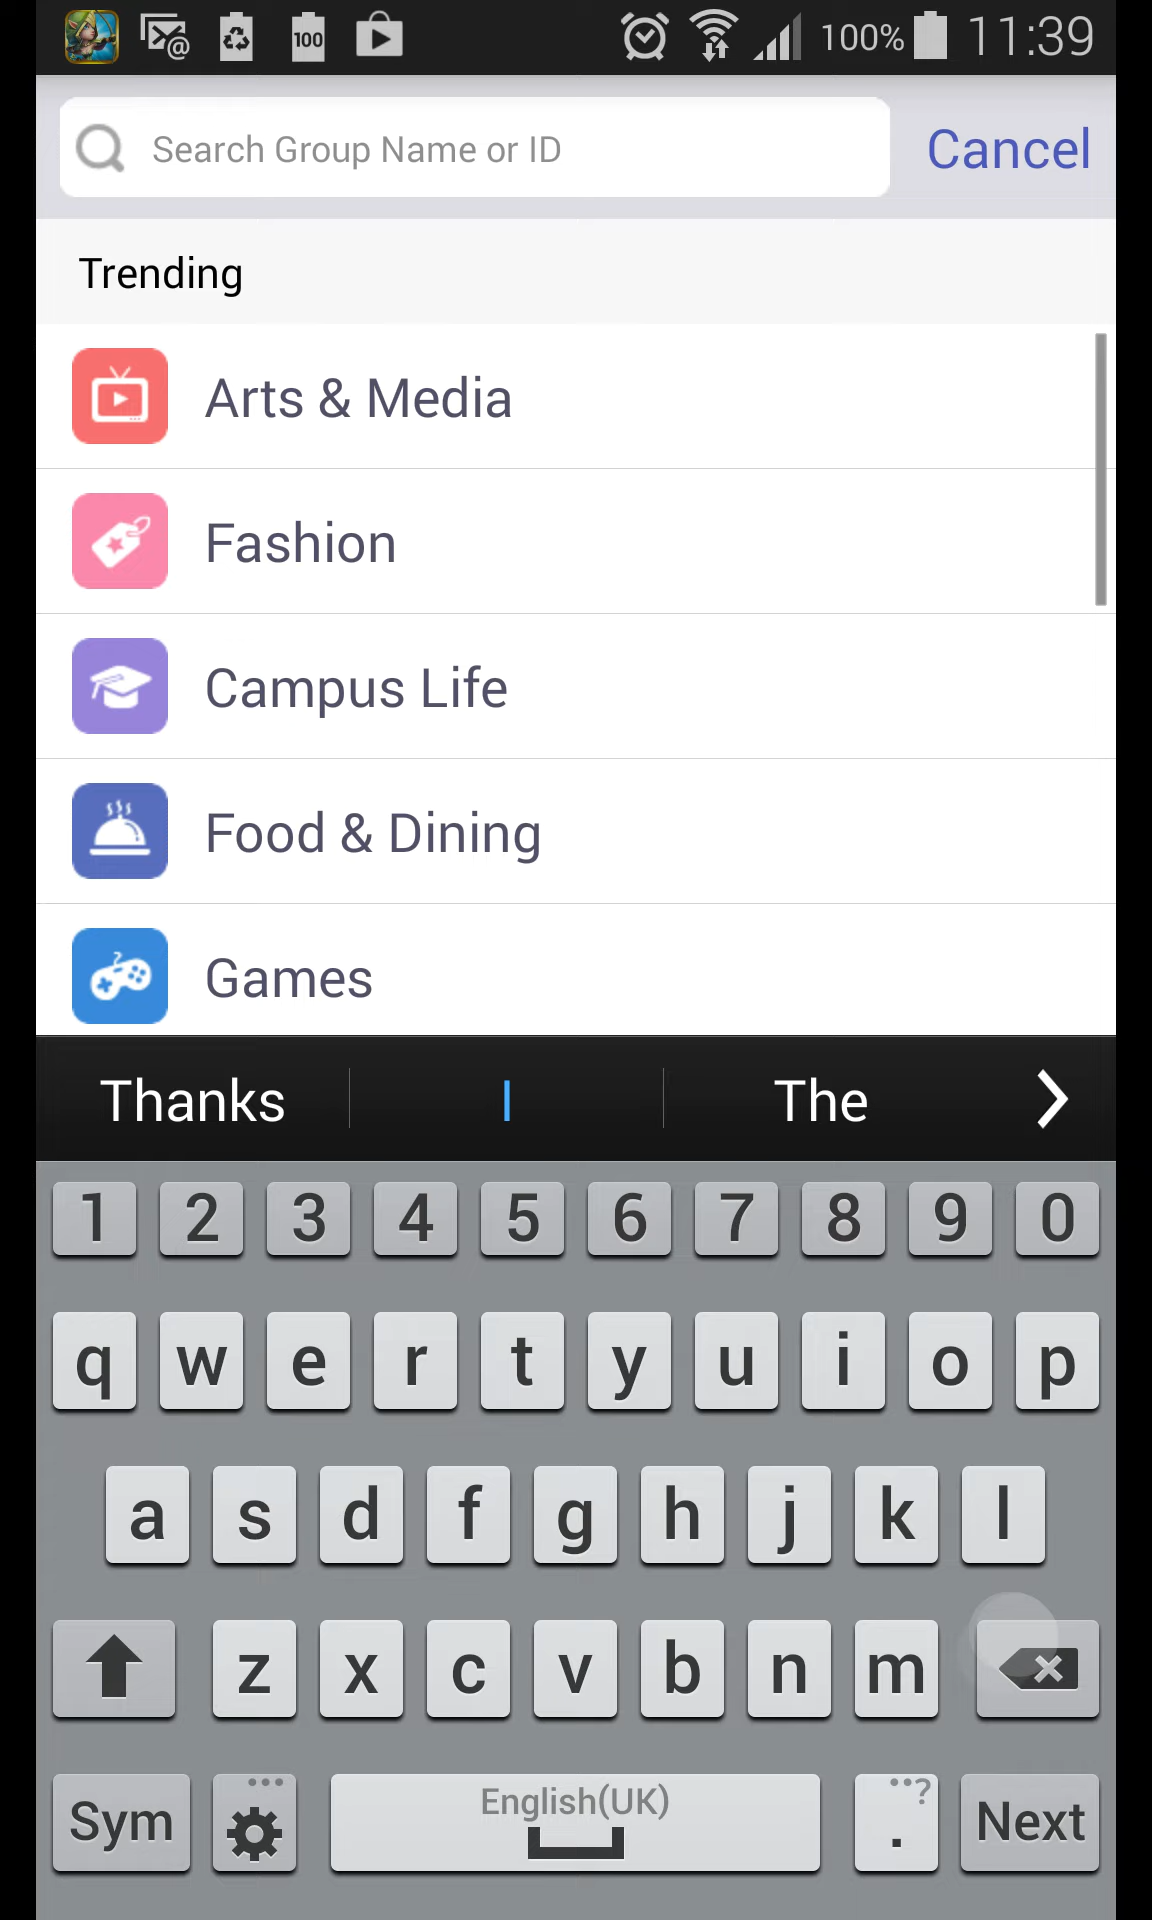 100 100% 11:39
Search Group Name or ID Cancel
Trending
Arts & Media
Fashion
Campus Life
Food & Dining
Games
Thanks I The
1 2 3 4 5 6 7 8 9 0
q w e r t y u i o p
a s d f g h j k l
z x c v b n m
Sym English(UK) . ? Next